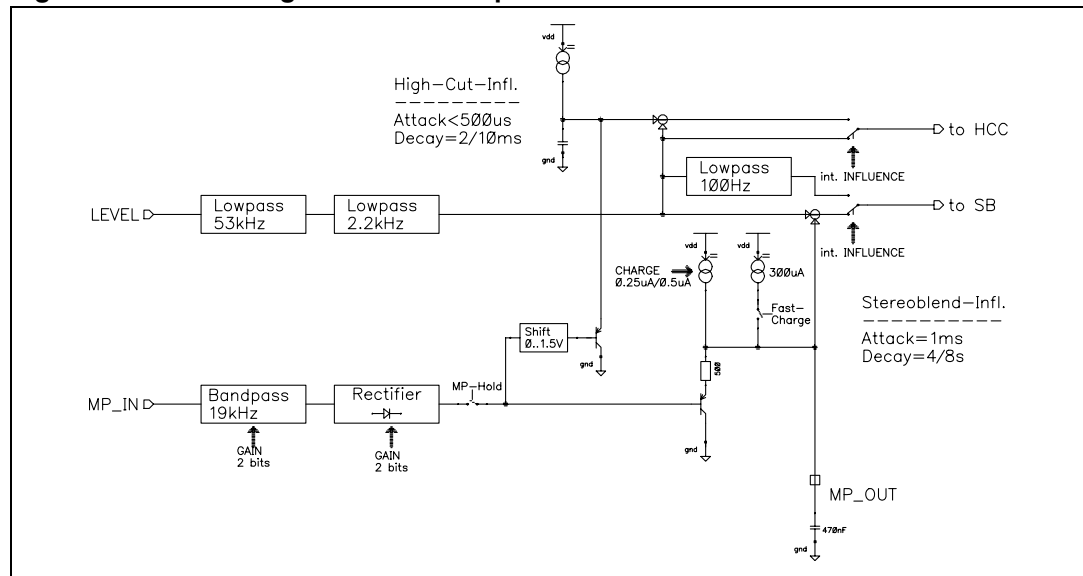 vdd
High-Cut-Infl.
Attack<500us
Decay=2/10ms
gnd
to HCC
int. INFLUENCE
Lowpass
100Hz
LEVEL
Lowpass
53kHz
Lowpass
2.2kHz
to SB
int. INFLUENCE
vdd
vdd
CHARGE
0.25uA/0.5uA
300uA
Fast-
Charge
Stereoblend-Infl.
Attack=1ms
Decay=4/8s
Shift
0..1.5V
gnd
500
MP_IN
Bandpass
19kHz
Rectifier
MP-Hold
GAIN
2 bits
GAIN
2 bits
gnd
MP_OUT
470nF
gnd